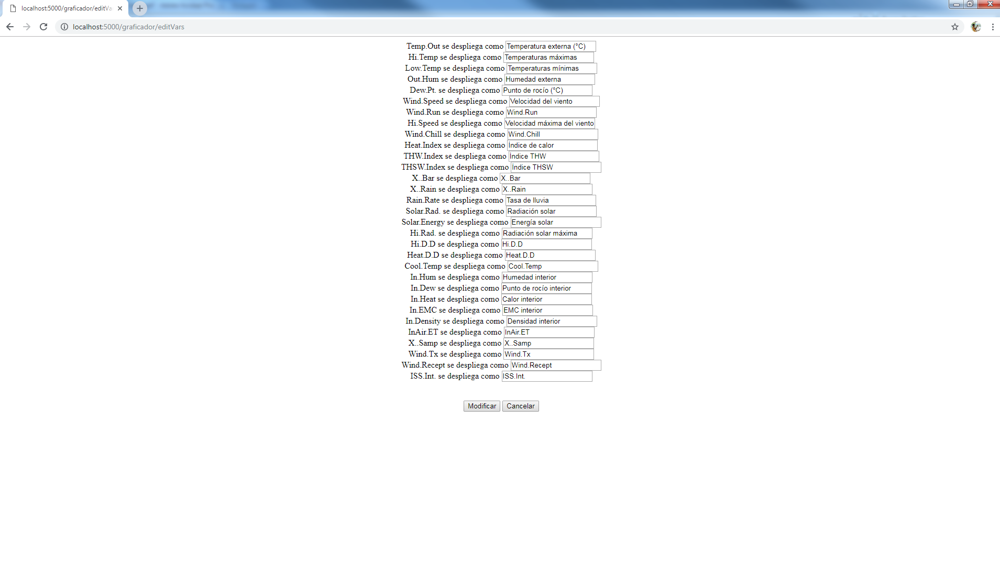 localhost:5000/graficador/editVa
localhost:5000/graficador/editVars
Temp.Out se despliega como Temperatura externa (°C)
Hi.Temp se despliega como Temperaturas máximas
Low.Temp se despliega como Temperaturas mínimas
Out.Hum se despliega como Humedad externa
Dew.Pt. se despliega como Punto de rocío (°C)
Wind.Speed se despliega como Velocidad del viento
Wind.Run se despliega como Wind.Run
Hi.Speed se despliega como Velocidad máxima del viento
Wind.Chill se despliega como Wind.Chill
Heat.Index se despliega como Índice de calor
THW.Index se despliega como Índice THW
THSW.Index se despliega como Índice THSW
X..Bar se despliega como X..Bar
X..Rain se despliega como X..Rain
Rain.Rate se despliega como Tasa de lluvia
Solar.Rad. se despliega como Radiación solar
Solar.Energy se despliega como Energía solar
Hi.Rad. se despliega como Radiación solar máxima
Hi.D.D se despliega como Hi.D.D
Heat.D.D se despliega como Heat.D.D
Cool.Temp se despliega como Cool.Temp
In.Hum se despliega como Humedad interior
In.Dew se despliega como Punto de rocío interior
In.Heat se despliega como Calor interior
In.EMC se despliega como EMC interior
In.Density se despliega como Densidad interior
InAir.ET se despliega como InAir.ET
X..Samp se despliega como X..Samp
Wind.Tx se despliega como Wind.Tx
Wind.Recept se despliega como Wind.Recept
ISS.Int. se despliega como ISS.Int.
Modificar Cancelar